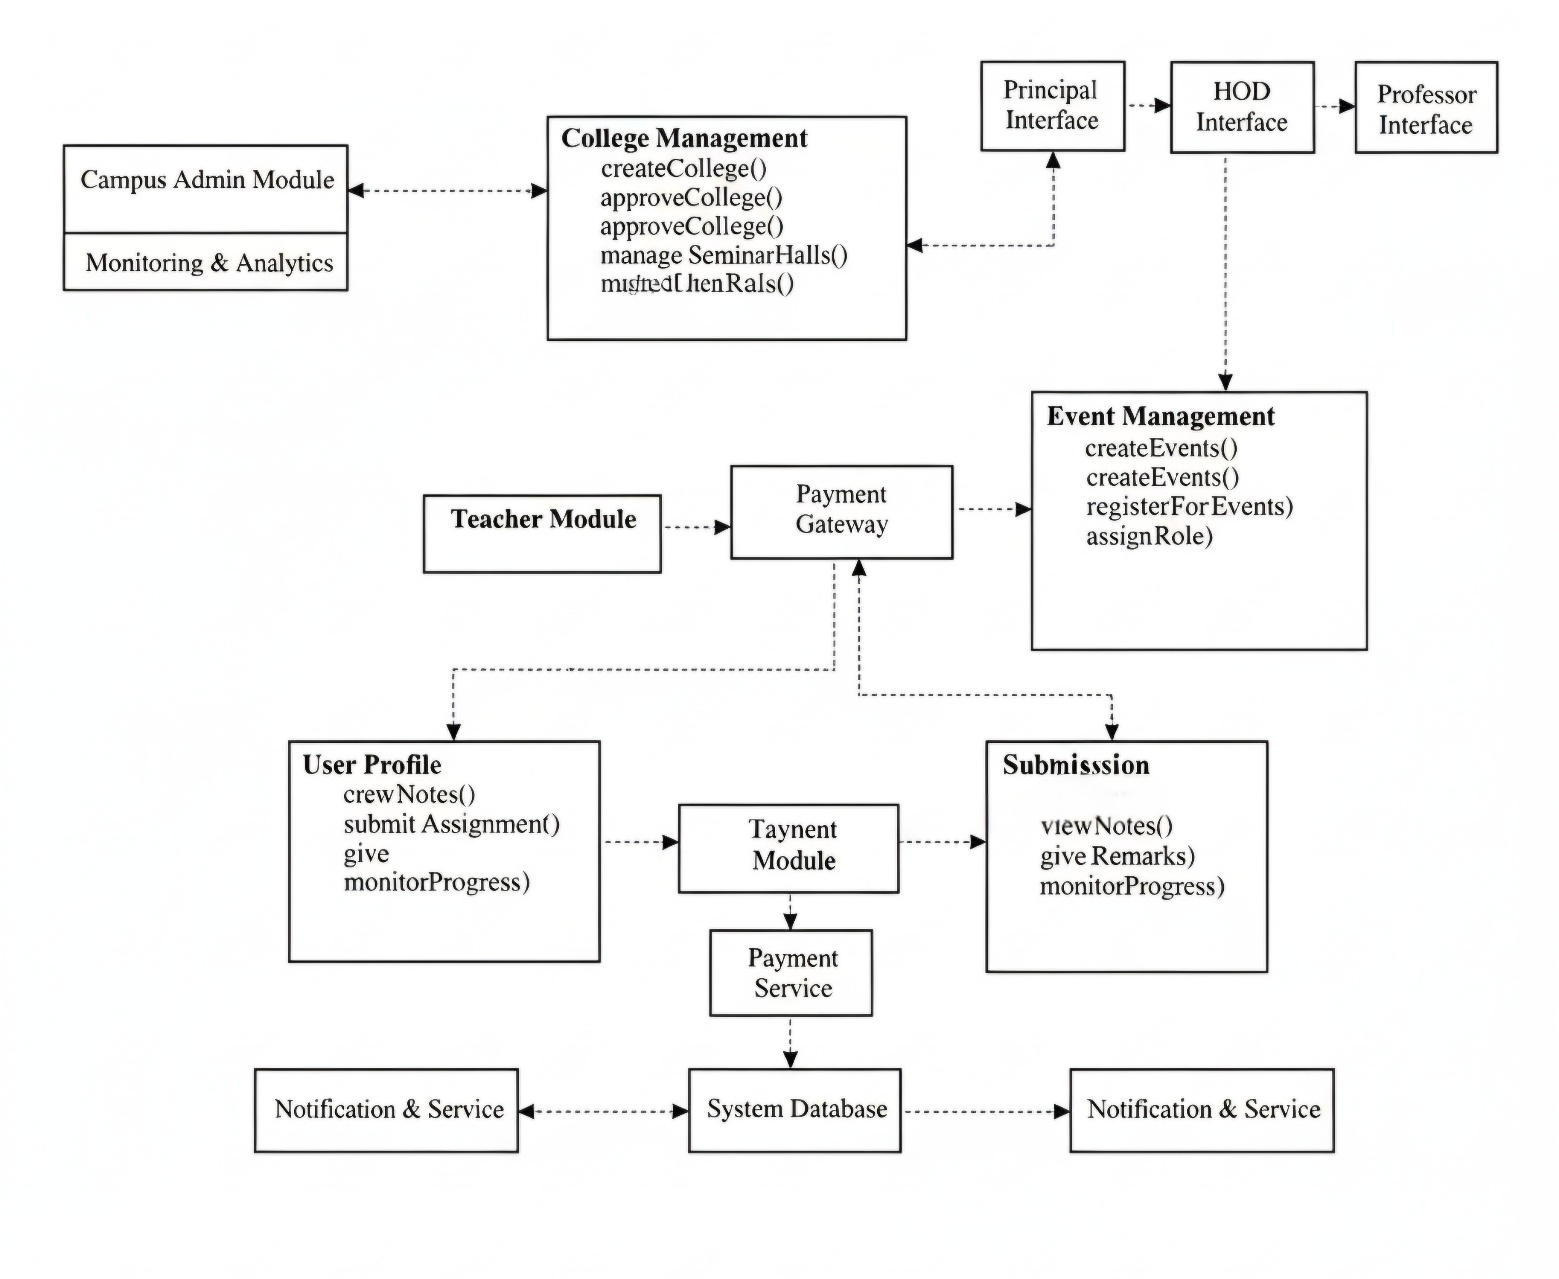 Principal
Interface
HOD
Interface
Professor
Interface
College Management
createCollege()
approveCollege()
approveCollege()
manage SeminarHalls()
Campus Admin Module
Monitoring & Analytics
Event Management
createEvents()
createEvents()
registerForEvents)
assignRole)
Payment
Gateway
Teacher Module
User Profile
crewNotes()
submit Assignmen()
give
monitorProgress)
Taynent
Module
Submisssion
viewNotes()
give Remarks)
monitorProgress)
Payment
Service
Notification & Service
System Database
Notification & Service